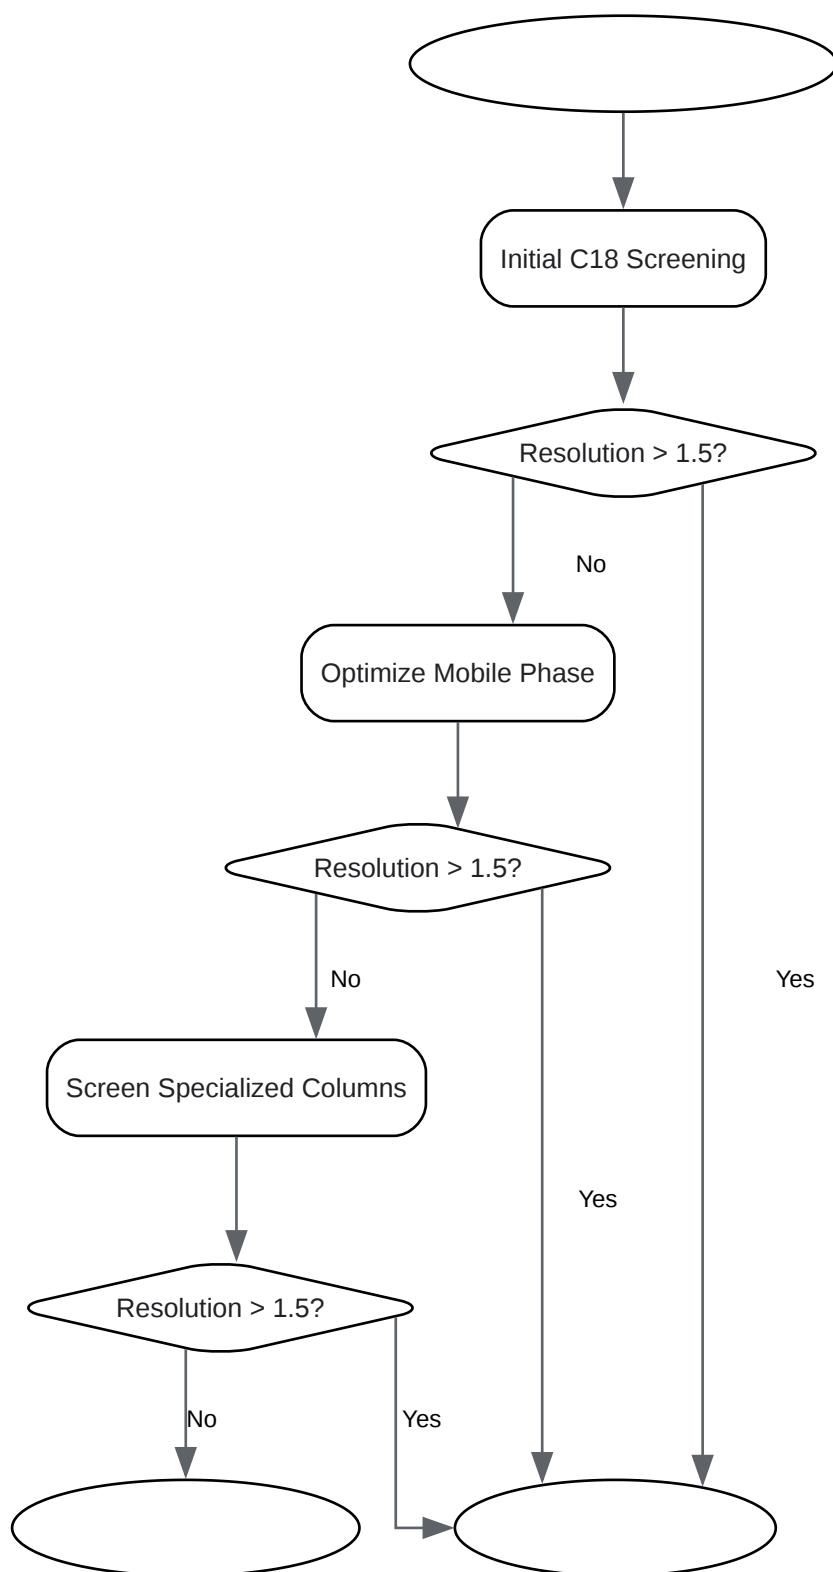 Initial C18 Screening
Resolution > 1.5?
No
Optimize Mobile Phase
Resolution > 1.5?
No
Yes
Screen Specialized Columns
Yes
Resolution > 1.5?
No
Yes